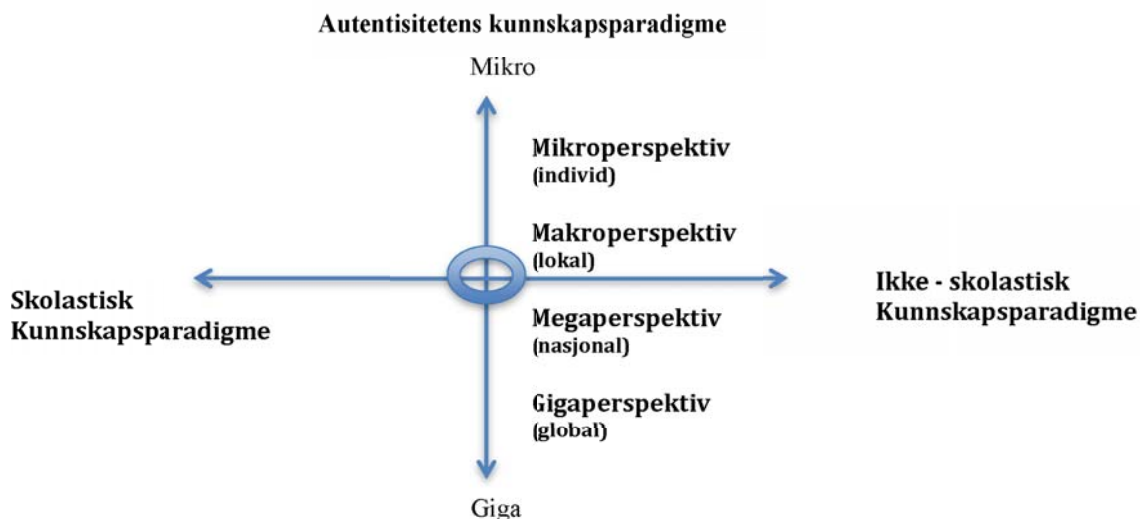 Autentisitetens kunnskapsparadigme
Mikro
Mikroperspektiv
(individ)
Makroperspektiv
(lokal)
Skolastisk
Kunnskapsparadigme
Ikke - skolastisk
Kunnskapsparadigme
Megaperspektiv
(nasjonal)
Gigaperspektiv
(global)
Giga